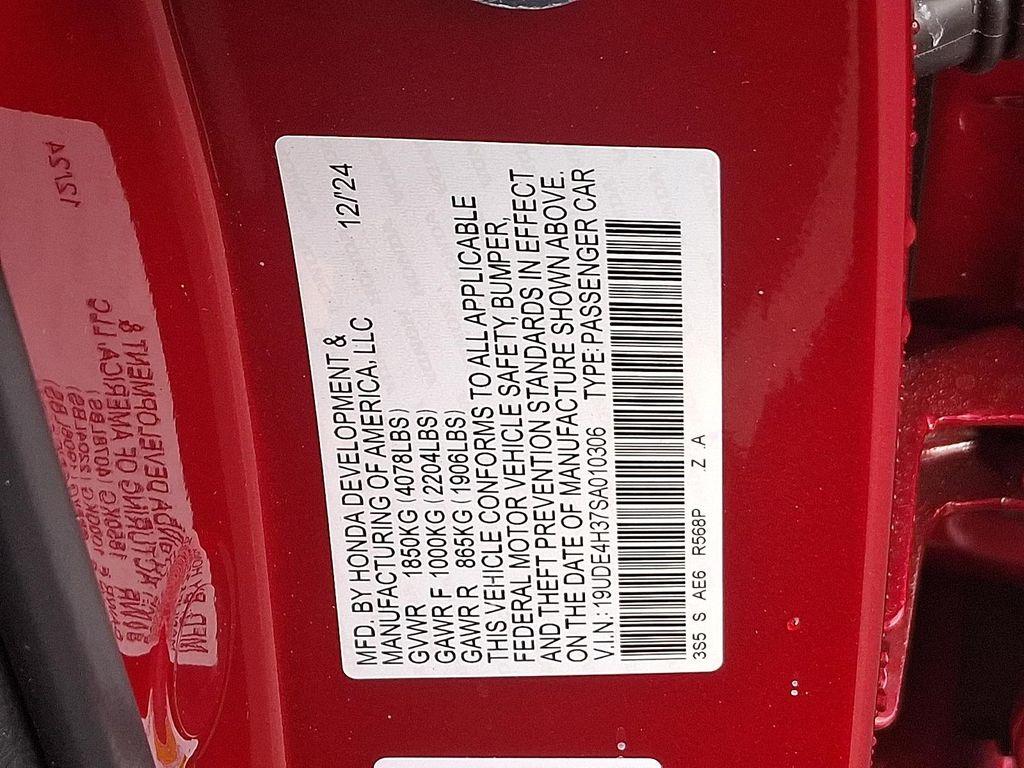 MFD. BY HONDA DEVELOPMENT &
MANUFACTURING OF AMERICA, LLC 12/'24
GVWR 1850KG (4078LBS)
GAWR F 1000KG (2204LBS)
GAWR R 865KG (1906LBS)
THIS VEHICLE CONFORMS TO ALL APPLICABLE
FEDERAL MOTOR VEHICLE SAFETY, BUMPER,
AND THEFT PREVENTION STANDARDS IN EFFECT
ON THE DATE OF MANUFACTURE SHOWN ABOVE.
V.I.N.: 19UDE4H37SA010306 TYPE: PASSENGER CAR
3S5 S AE6 R568P Z .A